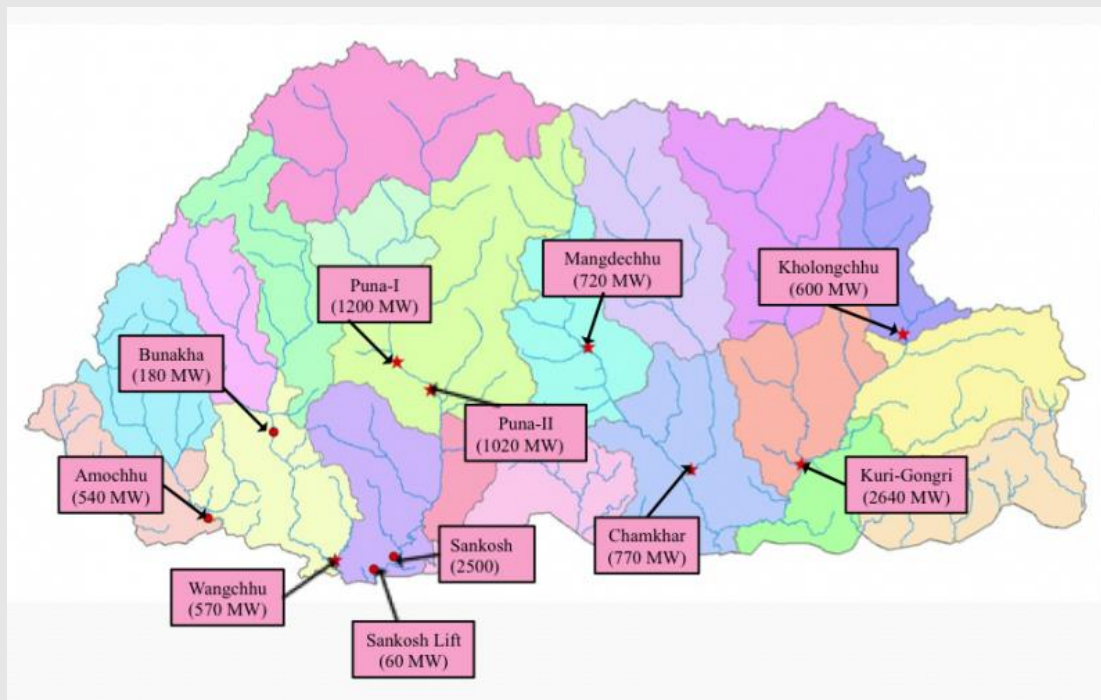 Mangdechhu
(720 MW)
Kholongchhu
(600 MW)
Puna-I
(1200 MW)
Bunakha
(180 MW)
Puna-II
(1020 MW)
Amochhu
(540 MW)
Kuri-Gongri
(2640 MW)
Sankosh
(2500)
Chamkhar
(770 MW)
Wangchhu
(570 MW)
Sankosh Lift
(60 MW)